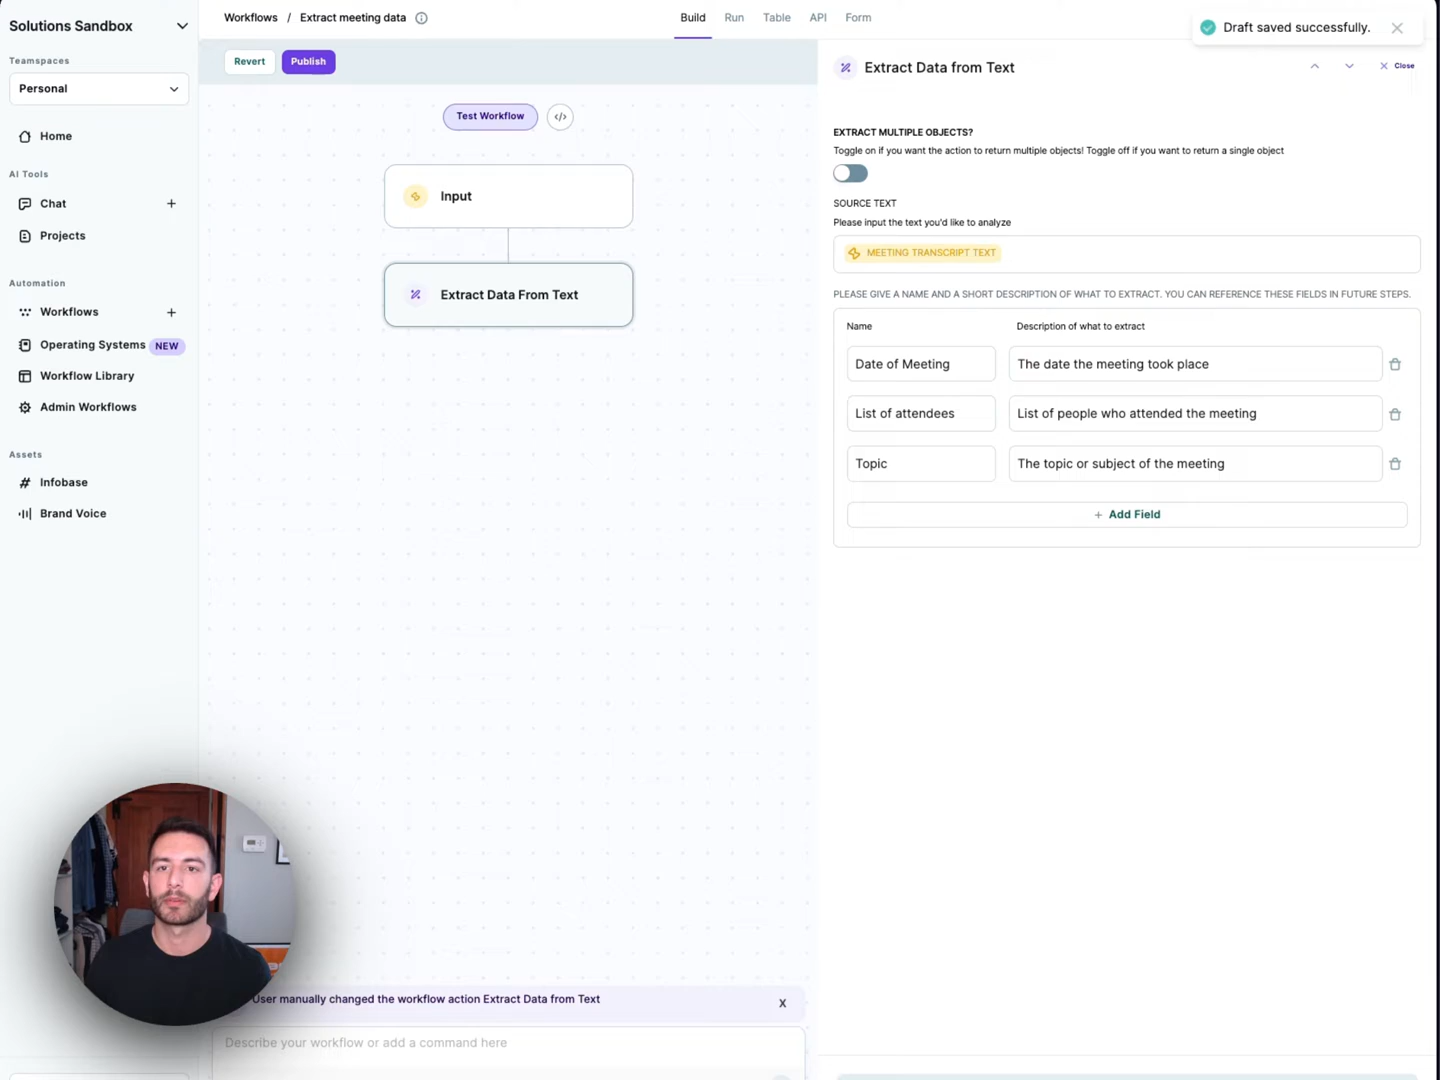 Solutions Sandbox
Teamspaces
Personal
Home
AI Tools
Chat
Projects
Automation
Workflows
Operating Systems NEW
Workflow Library
Admin Workflows
Assets
Infobase
Brand Voice
Workflows / Extract meeting data
Build Run Table API Form
Draft saved successfully.
Revert Publish
Test Workflow </>
Input
Extract Data From Text
User manually changed the workflow action Extract Data from Text X
Describe your workflow or add a command here
Extract Data from Text
Close
EXTRACT MULTIPLE OBJECTS?
Toggle on if you want the action to return multiple objects! Toggle off if you want to return a single object
SOURCE TEXT
Please input the text you'd like to analyze
MEETING TRANSCRIPT TEXT
PLEASE GIVE A NAME AND A SHORT DESCRIPTION OF WHAT TO EXTRACT. YOU CAN REFERENCE THESE FIELDS IN FUTURE STEPS.
Name Description of what to extract
Date of Meeting The date the meeting took place
List of attendees List of people who attended the meeting
Topic The topic or subject of the meeting
+ Add Field